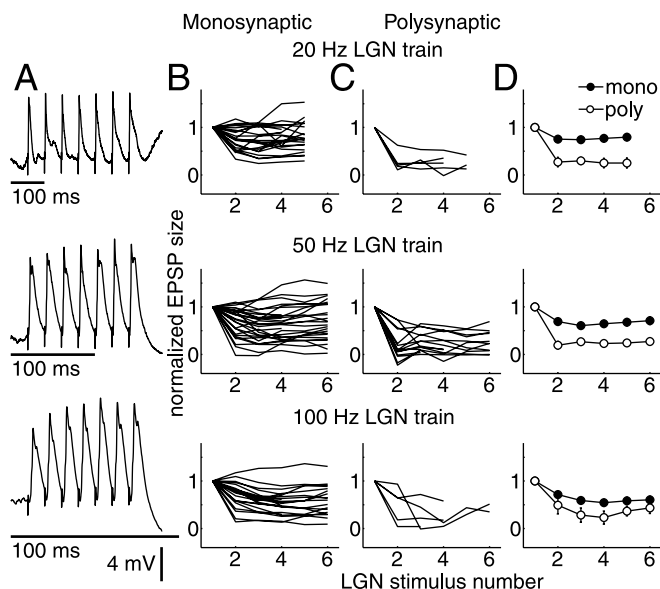 Monosynaptic Polysynaptic
20 Hz LGN train
A B C D
mono
poly
1
0
1
0
1
0
2 4 6 2 4 6 2 4 6
100 ms
50 Hz LGN train
normalized EPSP size
1
0
1
0
1
0
2 4 6 2 4 6 2 4 6
100 ms
100 Hz LGN train
1
0
1
0
1
0
2 4 6 2 4 6 2 4 6
100 ms
4 mV
LGN stimulus number